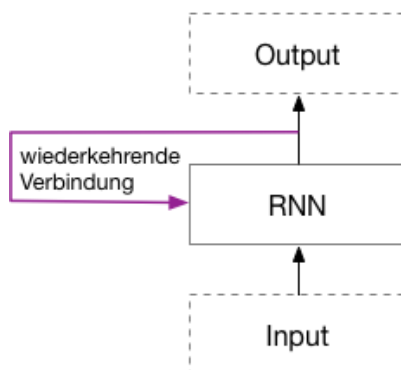 Output
wiederkehrende
Verbindung
RNN
Input